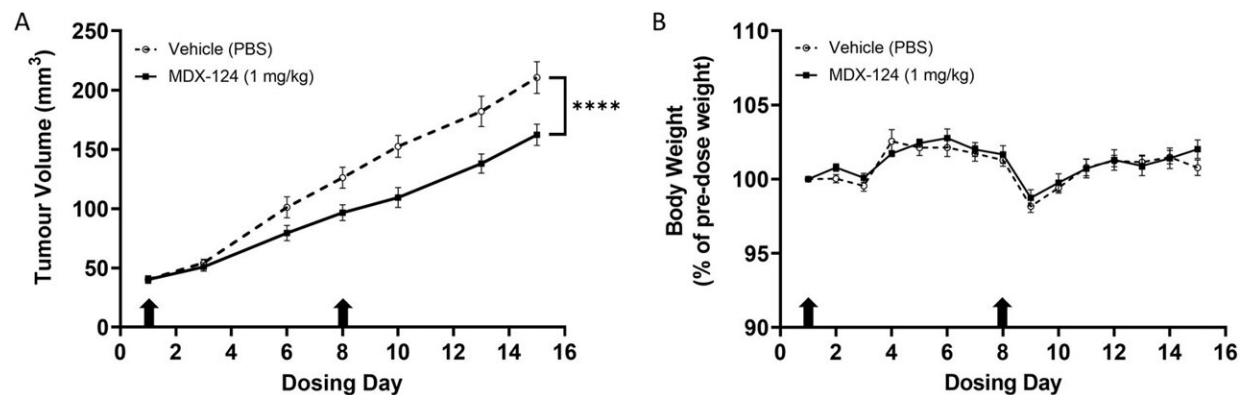 A
Tumour Volume (mm³)
250
200
150
100
50
0
Vehicle (PBS)
MDX-124 (1 mg/kg)
****
0 2 4 6 8 10 12 14 16
Dosing Day
B
Body Weight
(% of pre-dose weight)
110
105
100
95
90
Vehicle (PBS)
MDX-124 (1 mg/kg)
0 2 4 6 8 10 12 14 16
Dosing Day